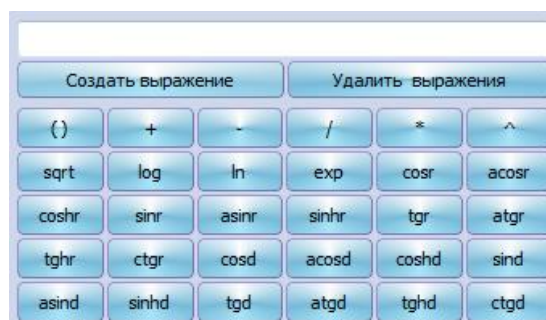 Создать выражение Удалить выражения
() + - / * ^
sqrt log ln exp cosr acosr
coshr sinr asinr sinhr tgr atgr
tghr ctgr cosd acosd coshd sind
asind sinhd tgd atgd tghd ctgd